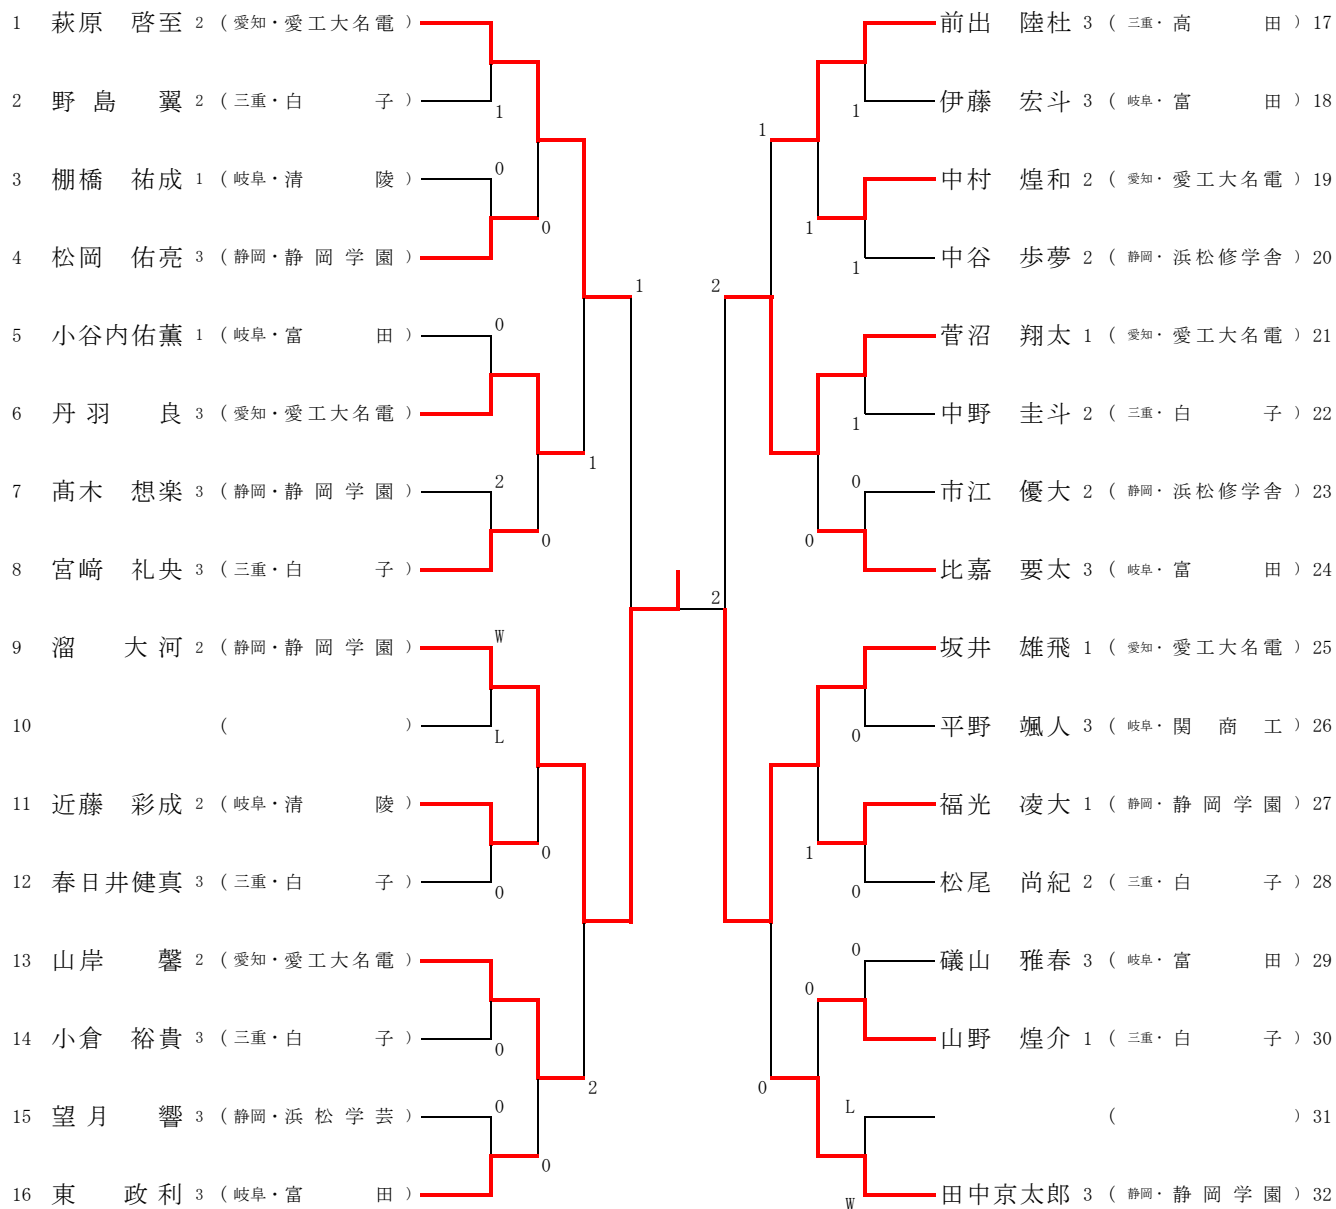 1 萩原 啓至 2 (愛知・愛工大名電)
1
2 野島 翼 2 (三重・白子)
0
3 棚橋 祐成 1 (岐阜・清陵)
0
4 松岡 佑亮 3 (静岡・静岡学園)
1
0
5 小谷内佑薫 1 (岐阜・富田)
6 丹羽 良 3 (愛知・愛工大名電)
1
2
7 髙木 想楽 3 (静岡・静岡学園)
0
8 宮﨑 礼央 3 (三重・白子)
W
9 溜 大河 2 (静岡・静岡学園)
10 ( )
L
11 近藤 彩成 2 (岐阜・清陵)
0
12 春日井健真 3 (三重・白子)
0
13 山岸 馨 2 (愛知・愛工大名電)
14 小倉 裕貴 3 (三重・白子)
0
2
0
15 望月 響 3 (静岡・浜松学芸)
0
16 東 政利 3 (岐阜・富田)
前出 陸杜 3 (三重・高田) 17
伊藤 宏斗 3 (岐阜・富田) 18
1
1
中村 煌和 2 (愛知・愛工大名電) 19
1
中谷 歩夢 2 (静岡・浜松修学舎) 20
1
2
菅沼 翔太 1 (愛知・愛工大名電) 21
中野 圭斗 2 (三重・白子) 22
1
0
市江 優大 2 (静岡・浜松修学舎) 23
0
比嘉 要太 3 (岐阜・富田) 24
2
坂井 雄飛 1 (愛知・愛工大名電) 25
平野 颯人 3 (岐阜・関商工) 26
0
福光 凌大 1 (静岡・静岡学園) 27
1
松尾 尚紀 2 (三重・白子) 28
0
0
礒山 雅春 3 (岐阜・富田) 29
0
山野 煌介 1 (三重・白子) 30
0
L
( ) 31
田中京太郎 3 (静岡・静岡学園) 32
W